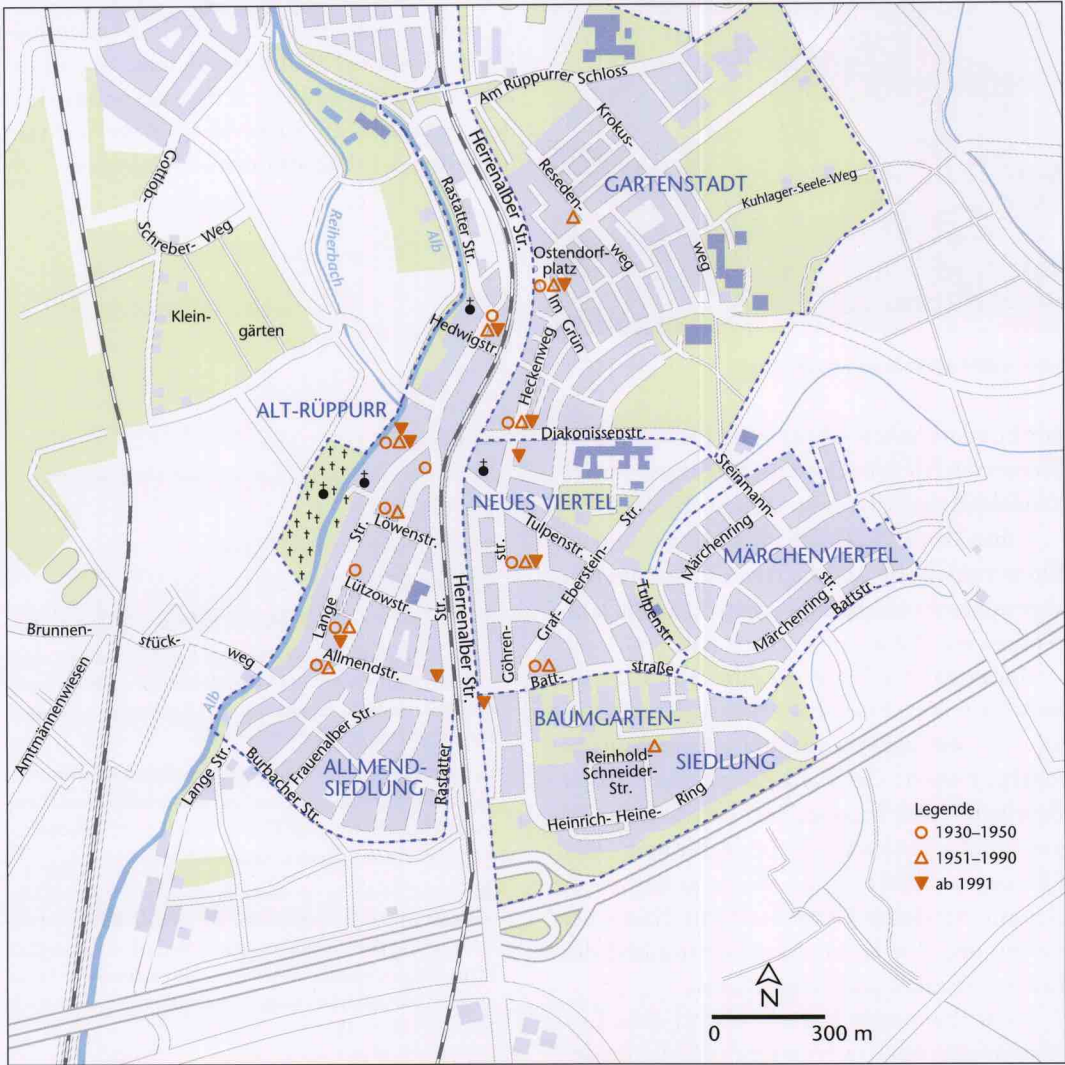 Am Rüppurrer Schloss
Krokus-
weg
Reseden-
weg
GARTENSTADT
Kuhlager-Seele-Weg
Gottlob-
Schreber- Weg
Reiherbach
Alb
Rastatter Str.
Herrenalber Str.
Ostendorf-
platz
Im Grün
Klein-
gärten
Hedwigstr.
Heckenweg
ALT-RÜPPURR
Diakonissenstr.
Steinmann-
str.
NEUES VIERTEL
Tulpenstr.
Graf- Eberstein-
Str.
Märchenring
MÄRCHENVIERTEL
Märchenring
Battstr.
Tulpenstr.
Löwenstr.
Lange
Str.
Lützowstr.
Str.
Herrenalber Str.
Göhren-
str.
Batt-
straße
Brunnen-
stück-
weg
Allmendstr.
Amtmännenwiesen
Alb
Lange Str.
Burbacher Str.
Frauenalber Str.
ALLMEND-
SIEDLUNG
Rastatter
BAUMGARTEN-
SIEDLUNG
Reinhold-
Schneider-
Str.
Heinrich- Heine-
Ring
Legende
1930–1950
1951–1990
ab 1991
N
0 300 m